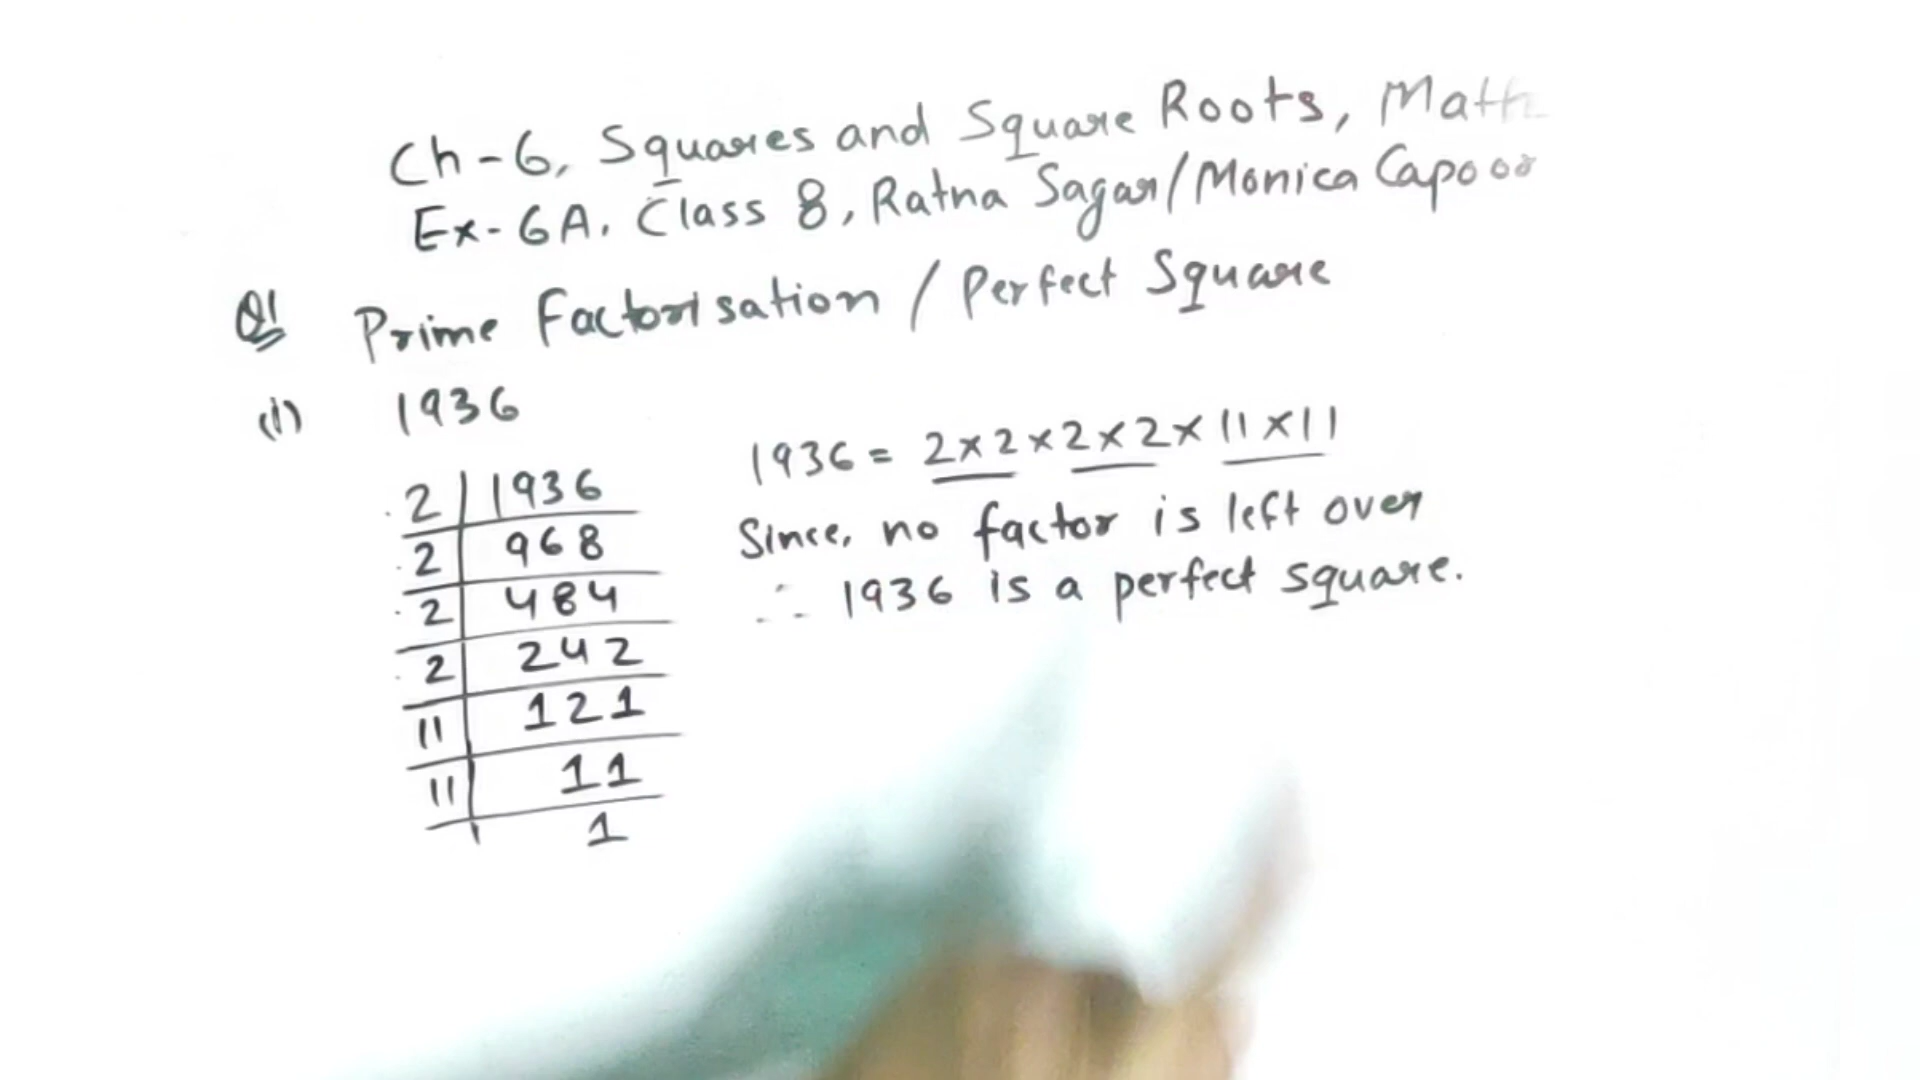 Ch-6, Squares and Square Roots, Math
Ex-6A, Class 8, Ratna Sagar/Monica Capoor
Q1 Prime Factorisation / Perfect Square
(i) 1936
1936 = 2×2×2×2×11×11
Since, no factor is left over
∴ 1936 is a perfect square.
2 | 1936
2 | 968
2 | 484
2 | 242
11 | 121
11 | 11
1